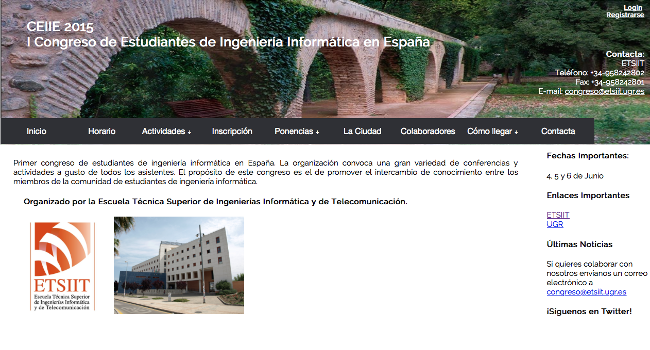 Login
Registrarse
CEIIE 2015
I Congreso de Estudiantes de Ingeniería Informática en España
Contacta:
ETSIIT
Teléfono: +34-958242802
Fax: +34-958242801
E-mail: congreso@etsiit.ugr.es
Inicio
Horario
Actividades +
Inscripción
Ponencias +
La Ciudad
Colaboradores
Cómo llegar +
Contacta
Primer congreso de estudiantes de ingeniería informática en España. La organización convoca una gran variedad de conferencias y
actividades a gusto de todos los asistentes. El propósito de este congreso es el de promover el intercambio de conocimiento entre los
miembros de la comunidad de estudiantes de ingeniería informática.
Organizado por la Escuela Técnica Superior de Ingenierías Informática y de Telecomunicación.
ETSIIT
Escuela Técnica Superior
de Ingenierías Informática
y de Telecomunicación
Fechas Importantes:
4, 5 y 6 de Junio
Enlaces Importantes
ETSIIT
UGR
Últimas Noticias
Si quieres colaborar con
nosotros envíanos un correo
electrónico a
congreso@etsiit.ugr.es
¡Síguenos en Twitter!